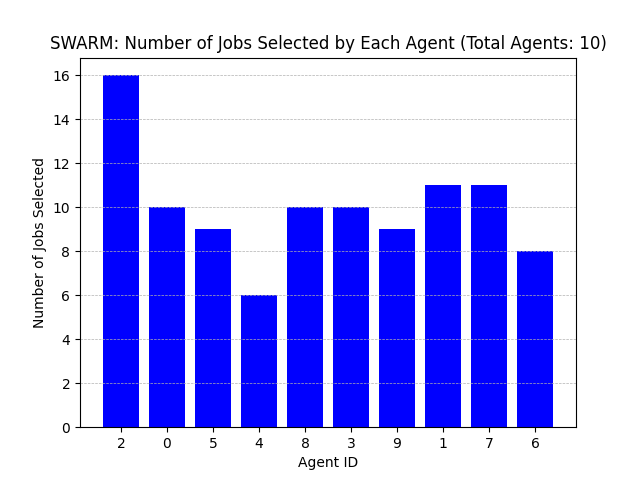 SWARM: Number of Jobs Selected by Each Agent (Total Agents: 10)
Number of Jobs Selected
16
14
12
10
8
6
4
2
0
2 0 5 4 8 3 9 1 7 6
Agent ID